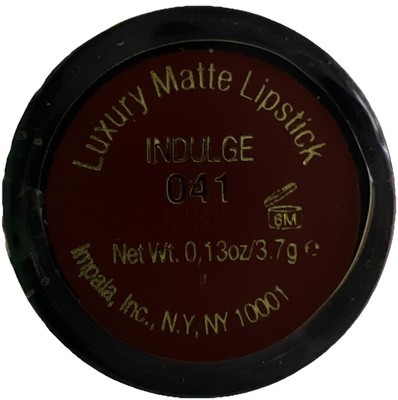 Luxury Matte Lipstick
INDULGE
041
6M
Net Wt. 0,13oz/3.7g e
Impala, Inc., N.Y, NY 10001